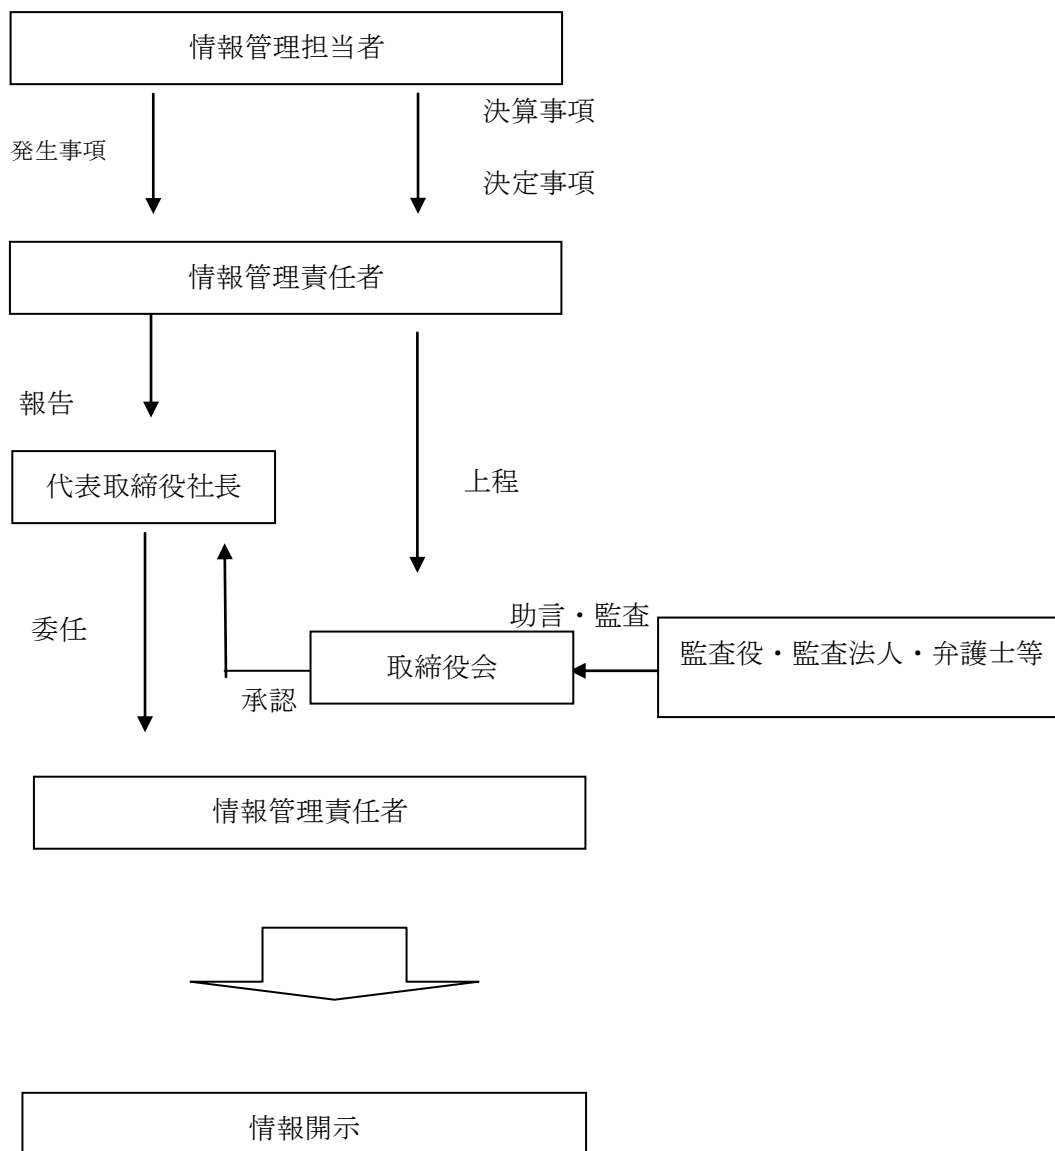 情報管理担当者
決算事項
発生事項
決定事項
情報管理責任者
報告
代表取締役社長
上程
助言・監査
委任
取締役会
監査役・監査法人・弁護士等
承認
情報管理責任者
情報開示